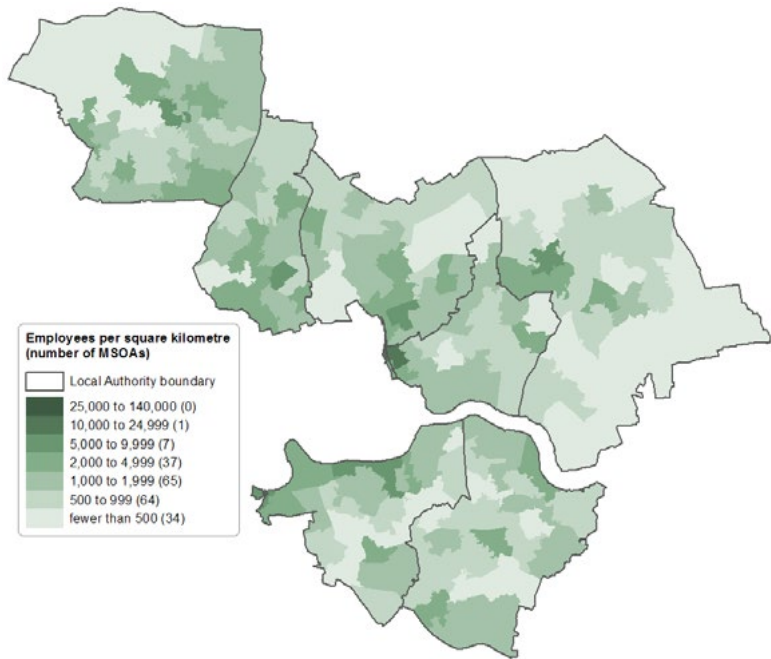 Employees per square kilometre
(number of MSOAs)
Local Authority boundary
25,000 to 140,000 (0)
10,000 to 24,999 (1)
5,000 to 9,999 (7)
2,000 to 4,999 (37)
1,000 to 1,999 (65)
500 to 999 (64)
fewer than 500 (34)